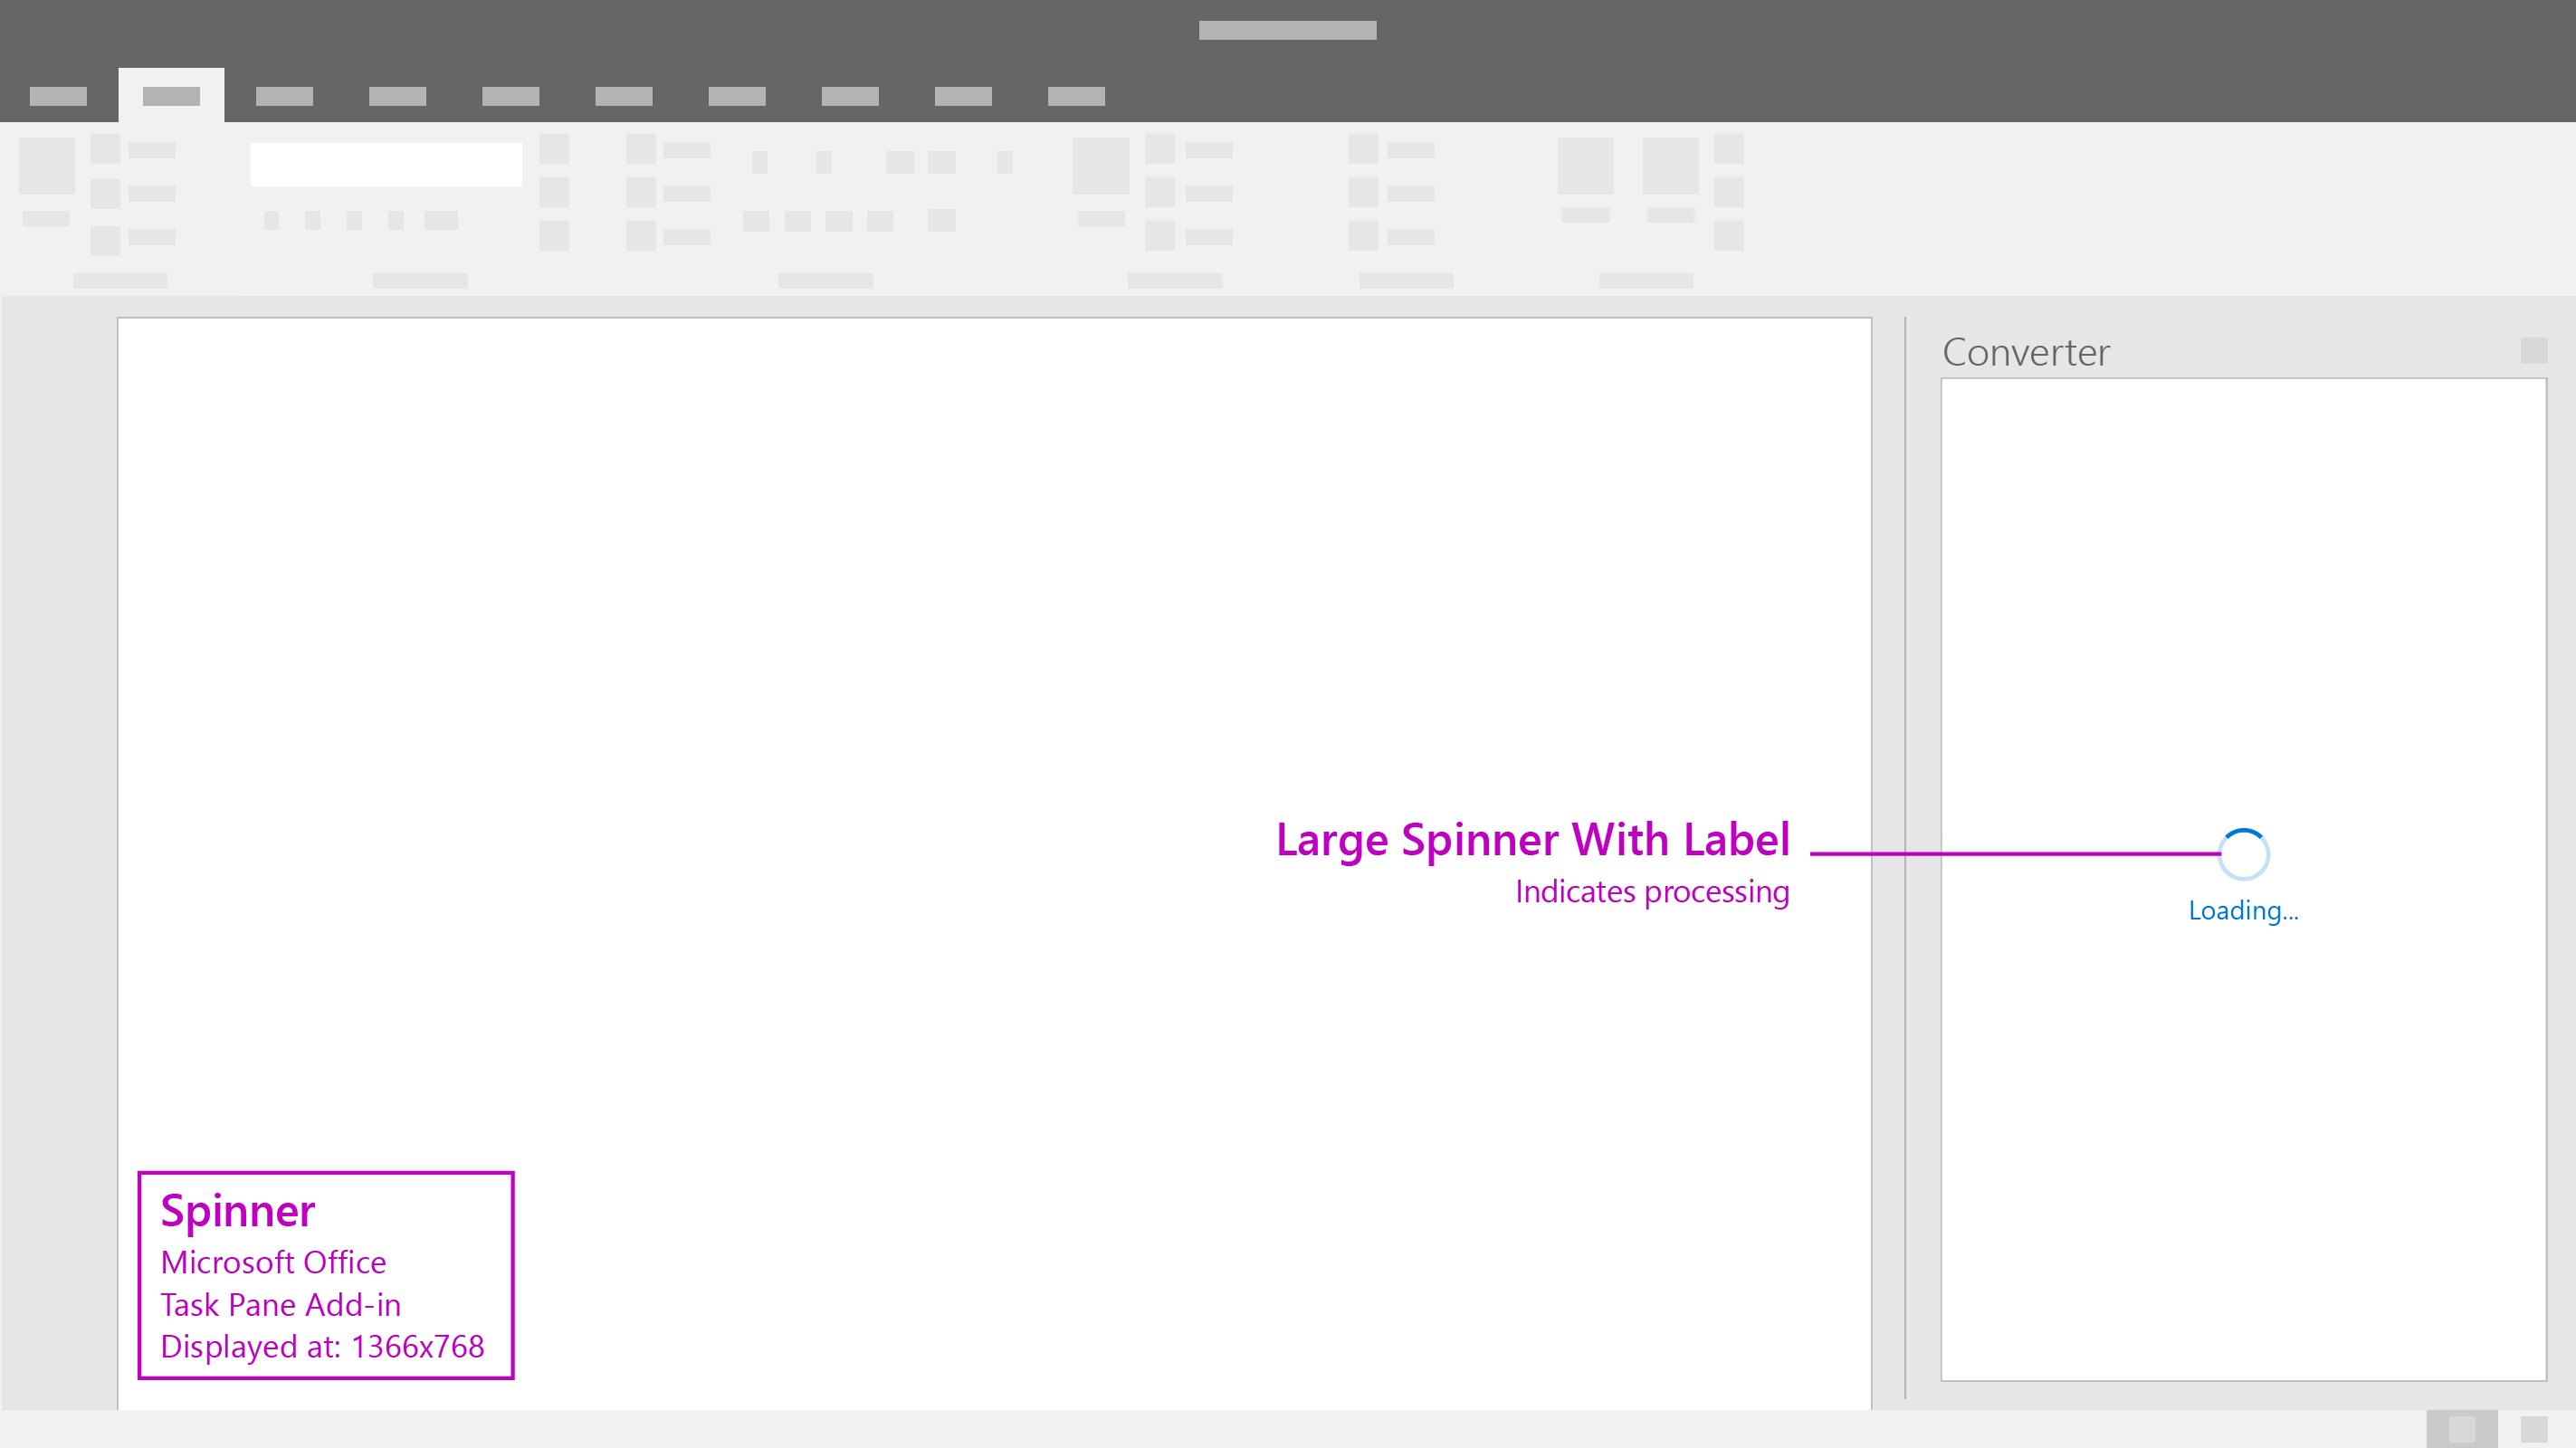 Converter
Large Spinner With Label
Indicates processing
Loading...
Spinner
Microsoft Office
Task Pane Add-in
Displayed at: 1366x768